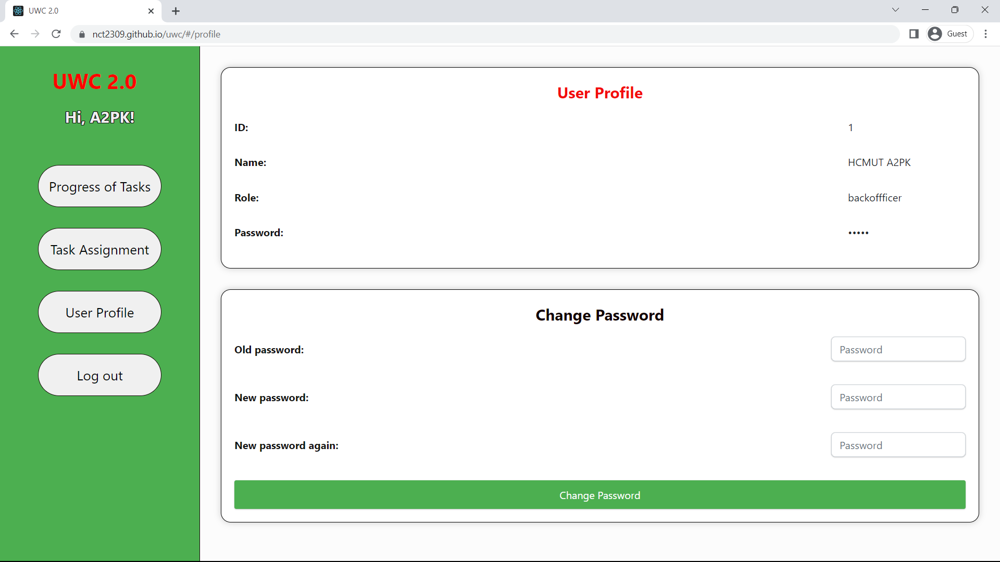 UWC 2.0
nct2309.github.io/uwc/#/profile
Guest
UWC 2.0
Hi, A2PK!
Progress of Tasks
Task Assignment
User Profile
Log out
User Profile
ID: 1
Name: HCMUT A2PK
Role: backoffficer
Password: •••••
Change Password
Old password: Password
New password: Password
New password again: Password
Change Password